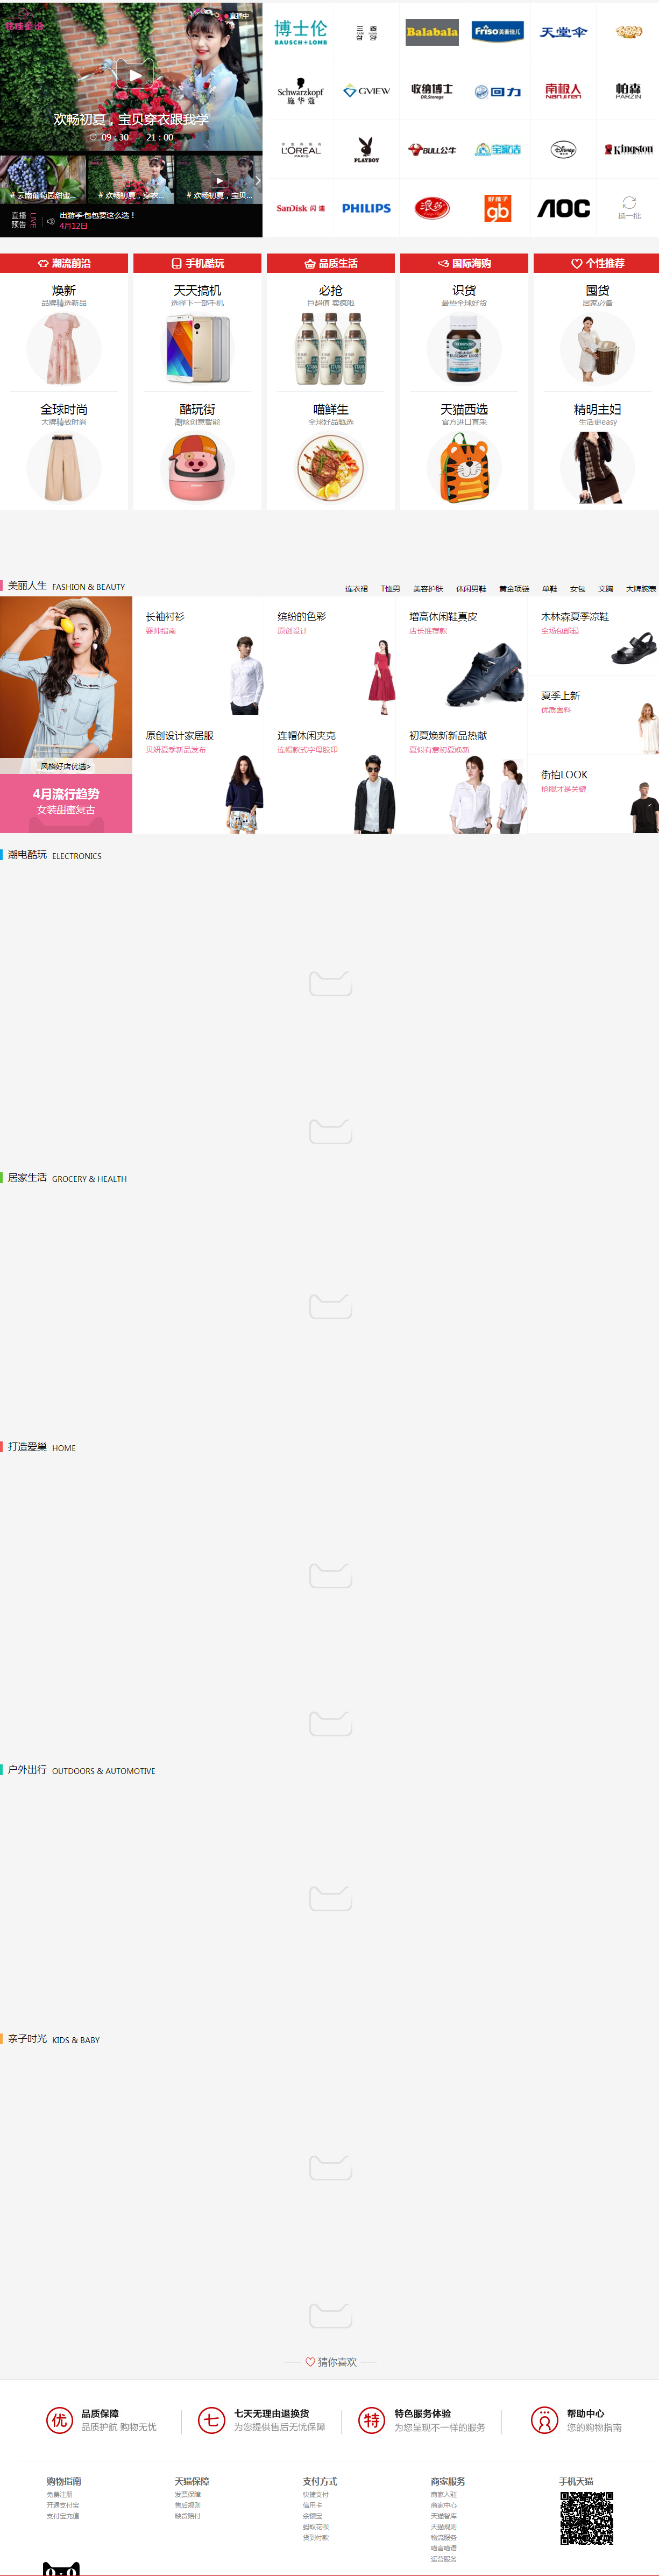 直播中
欢畅初夏，宝贝穿衣跟我学
09：30 － 21：00
# 云南葡萄园甜蜜...
# 欢畅初夏，穿衣...
# 欢畅初夏，宝贝...
直播预告
LIVE
出游季·包包要这么选！
4月12日
博士伦
BAUSCH + LOMB
Balabala
Friso美素佳儿
天堂伞
Schwarzkopf
施华蔻
GVIEW
收纳博士
DR.Storage
回力
南极人
NanJiren
帕森
PARZIN
L'ORÉAL
PARIS
PLAYBOY
BULL公牛
宝家洁
Disney
Kingston
SanDisk 闪迪
PHILIPS
浪莎
好孩子
gb
AOC
换一批
潮流前沿
手机酷玩
品质生活
国际海购
个性推荐
焕新
品牌精选新品
天天搞机
选择下一部手机
必抢
巨超值 卖疯啦
识货
最热全球好货
囤货
居家必备
全球时尚
大牌精致时尚
酷玩街
潮炫创意智能
喵鲜生
全球好品甄选
天猫西选
官方进口直采
精明主妇
生活更easy
美丽人生 FASHION & BEAUTY
连衣裙 T恤男 美容护肤 休闲男鞋 黄金项链 单鞋 女包 文胸 大牌腕表
风格好店优选>
4月流行趋势
女装甜蜜复古
长袖衬衫
要帅指南
缤纷的色彩
原创设计
增高休闲鞋真皮
店长推荐款
木林森夏季凉鞋
全场包邮起
夏季上新
优质面料
原创设计家居服
贝妍夏季新品发布
连帽休闲夹克
连帽款式字母胶印
初夏焕新新品热献
夏似有意初夏焕新
街拍LOOK
抢眼才是关键
潮电酷玩 ELECTRONICS
居家生活 GROCERY & HEALTH
打造爱巢 HOME
户外出行 OUTDOORS & AUTOMOTIVE
亲子时光 KIDS & BABY
猜你喜欢
优
品质保障
品质护航 购物无忧
七
七天无理由退换货
为您提供售后无忧保障
特
特色服务体验
为您呈现不一样的服务
帮助中心
您的购物指南
购物指南
免费注册
开通支付宝
支付宝充值
天猫保障
发票保障
售后规则
缺货赔付
支付方式
快捷支付
信用卡
余额宝
蚂蚁花呗
货到付款
商家服务
商家入驻
商家中心
天猫智库
天猫规则
物流服务
喵言喵语
运营服务
手机天猫